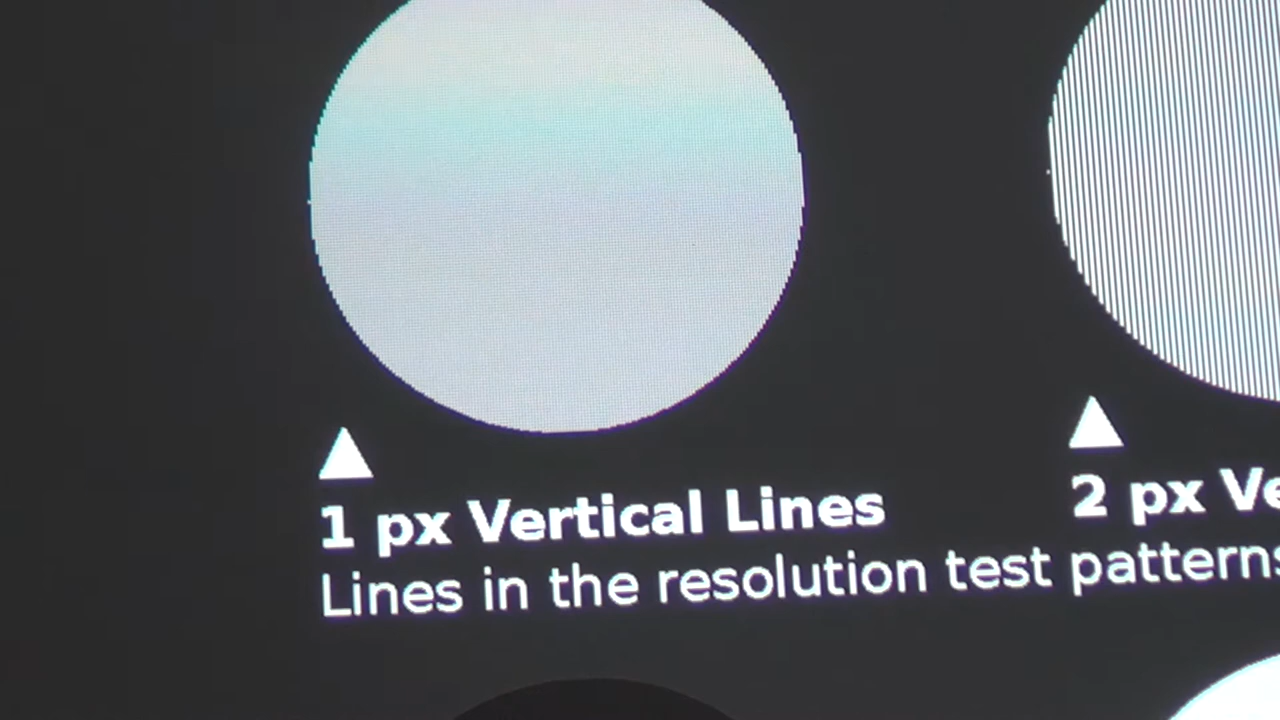 1 px Vertical Lines
2 px
Lines in the resolution test patterns